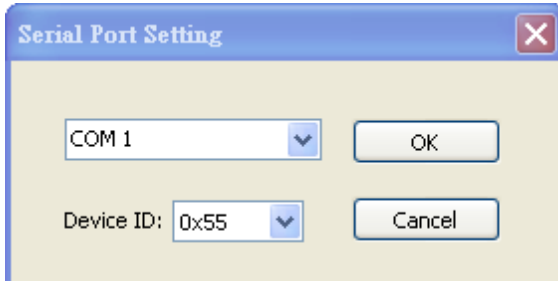 Serial Port Setting
COM 1
OK
Device ID: 0x55
Cancel